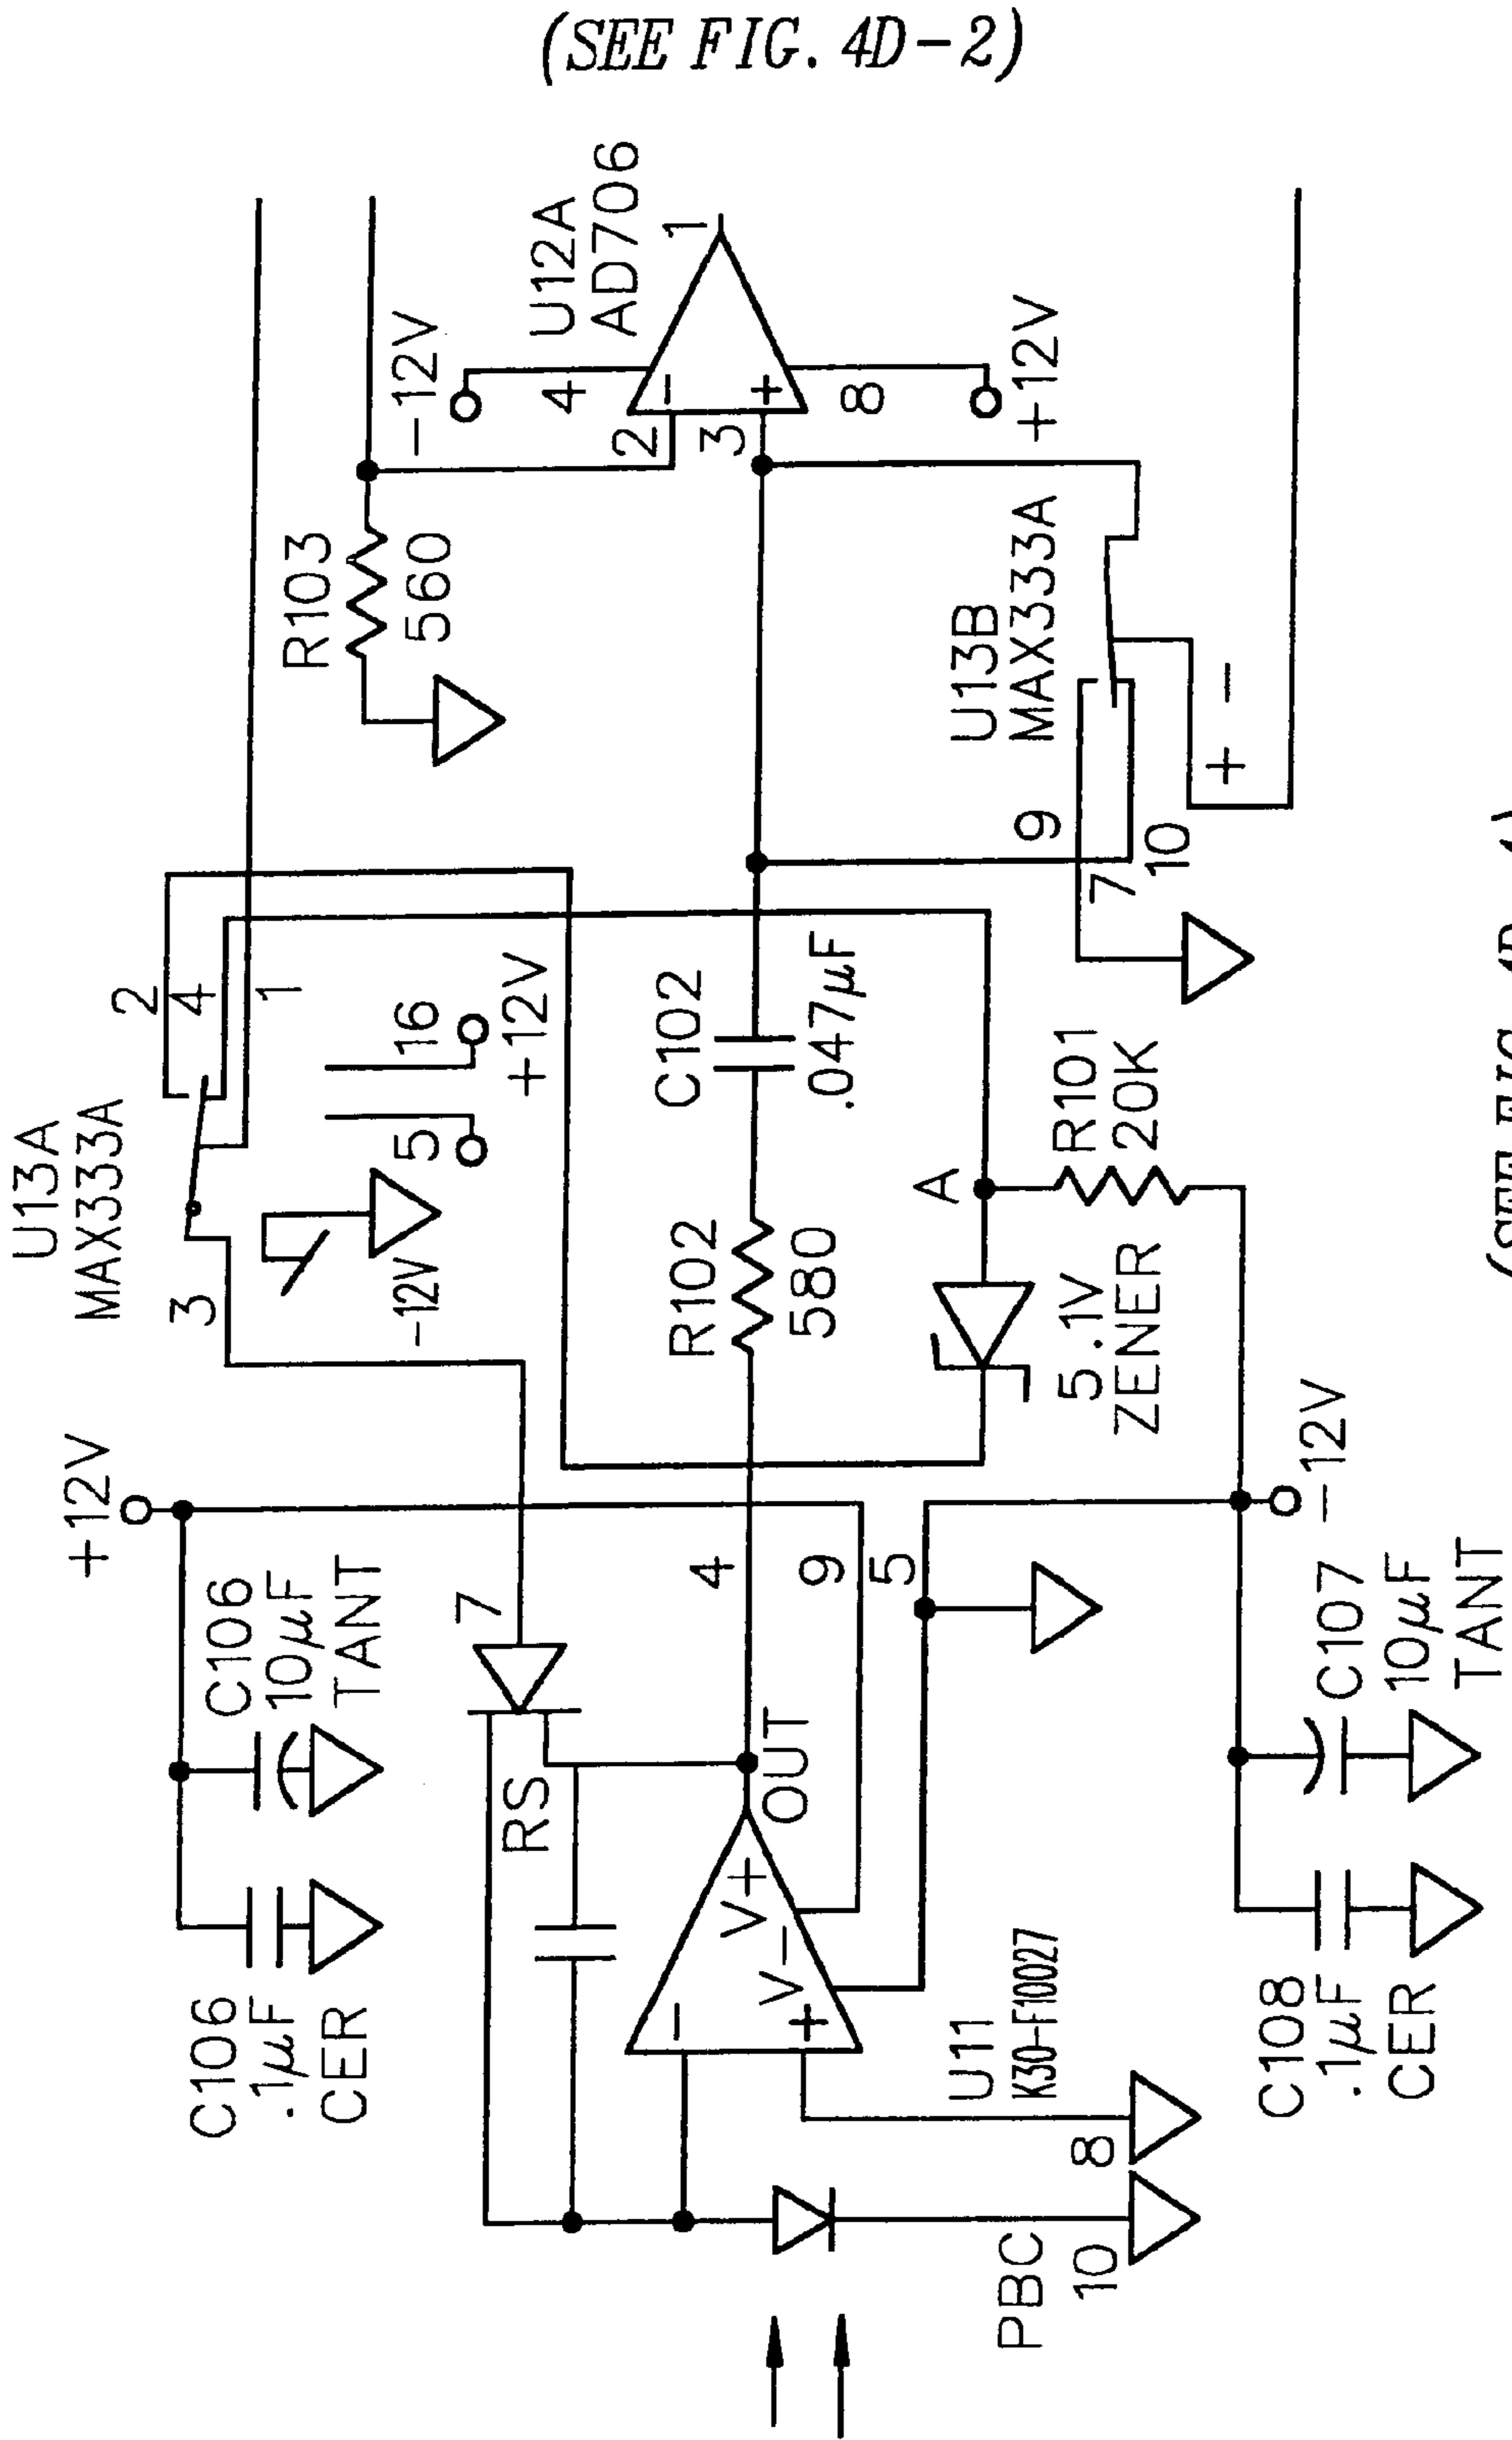 (SEE FIG. 4D-2)
U13A
MAX333A
3
2
4
1
5
16
-12V
+12V
R103
560
-12V
4
U12A
AD706
1
2
3
-
+
8
+12V
+12V
C106
.1µF
CER
C106
10µF
TANT
7
RS
4
OUT
9
5
V+
V-
-
+
U11
K30-F10027
PBC
10
8
R102
580
C102
.047µF
A
5.1V
ZENER
R101
20K
U13B
MAX333A
9
7
10
+ -
-12V
C108
.1µF
CER
C107
10µF
TANT